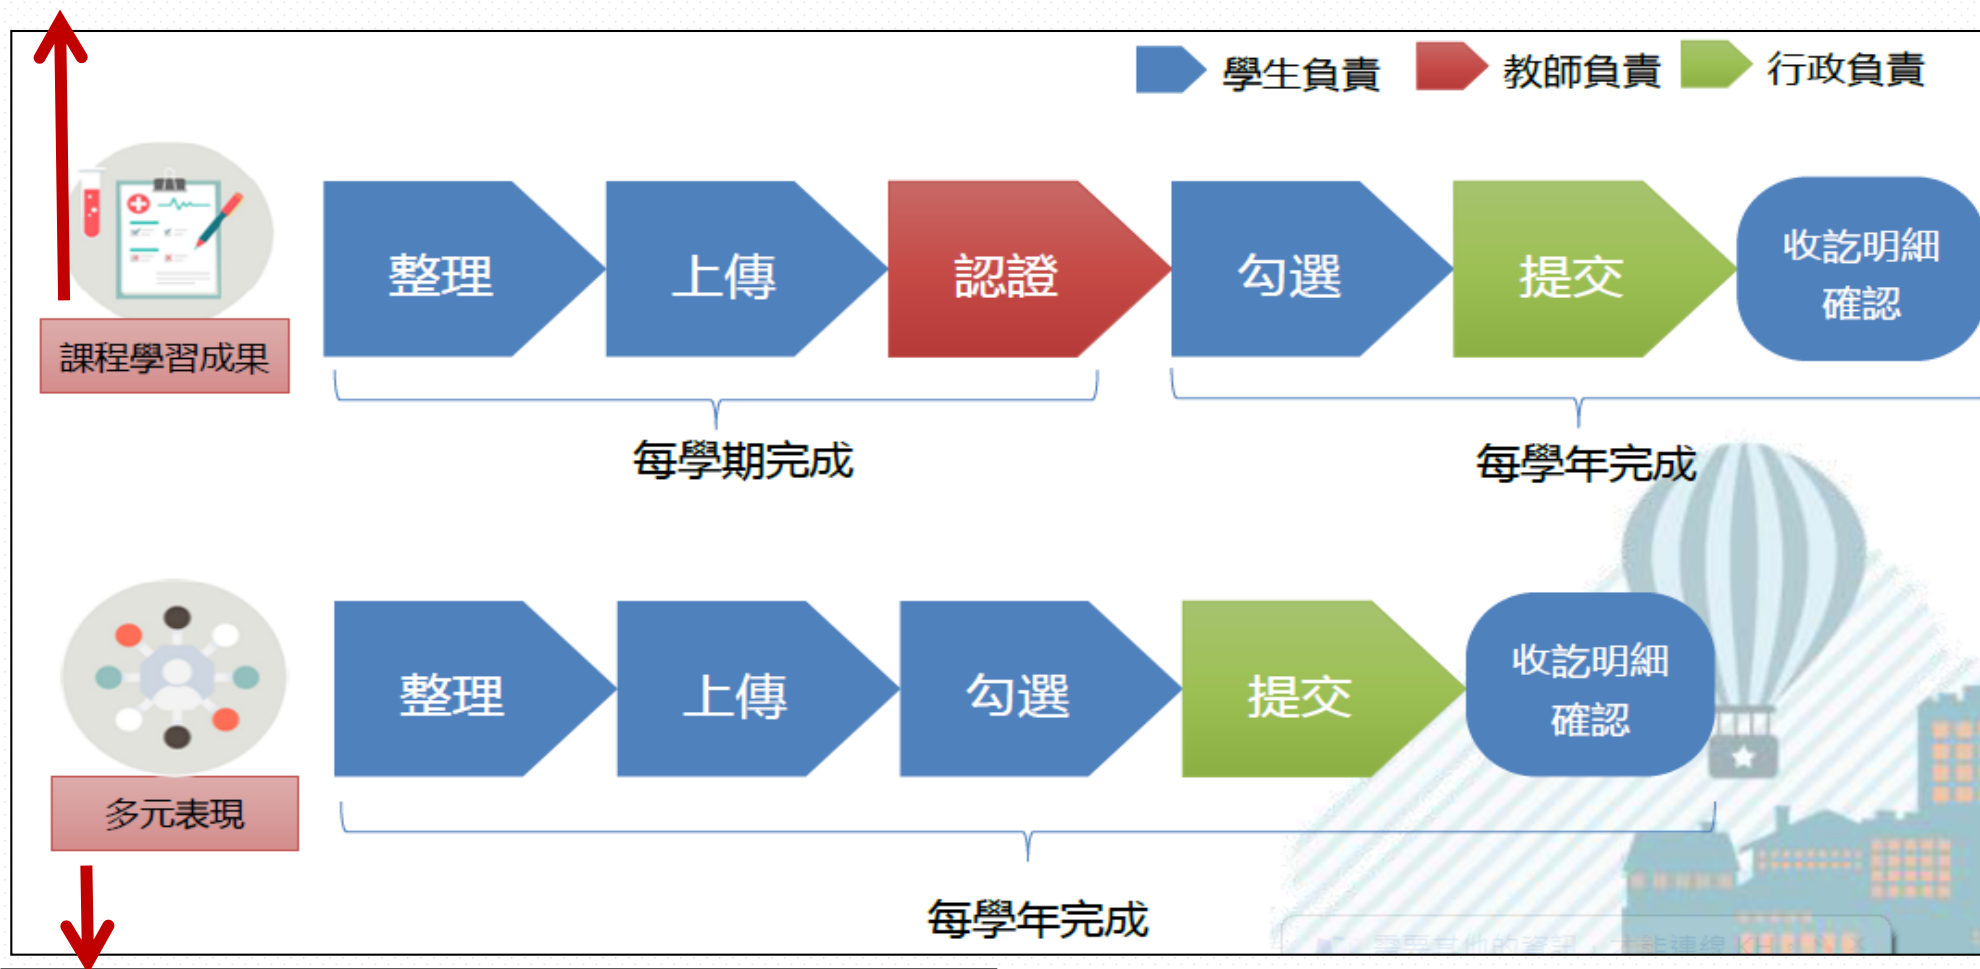 學生負責 教師負責 行政負責
整理 上傳 認證 勾選 提交 收訖明細
確認
課程學習成果
每學期完成 每學年完成
整理 上傳 勾選 提交 收訖明細
確認
多元表現
每學年完成